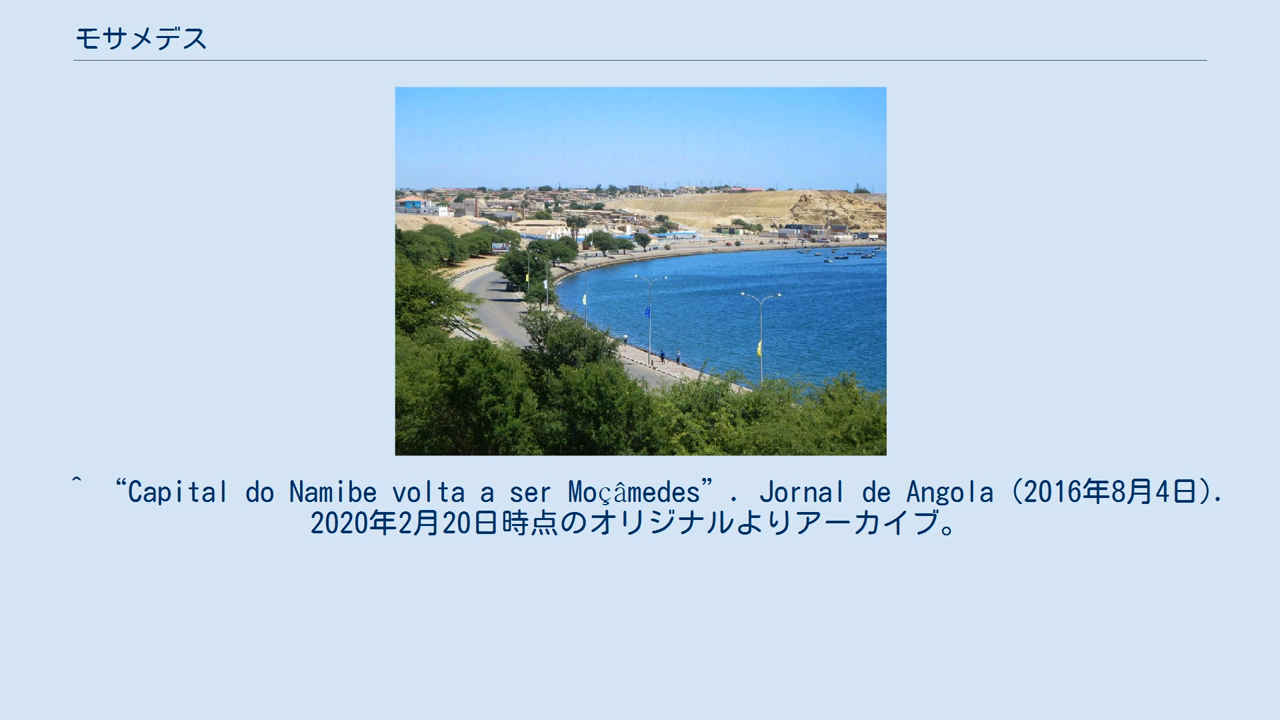 モサメデス
^ “Capital do Namibe volta a ser Moçâmedes”. Jornal de Angola (2016年8月4日).
2020年2月20日時点のオリジナルよりアーカイブ。